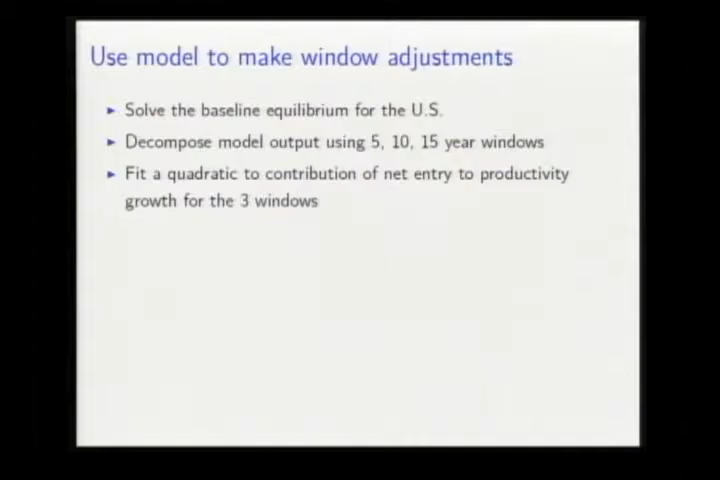 Use model to make window adjustments
▶ Solve the baseline equilibrium for the U.S.
▶ Decompose model output using 5, 10, 15 year windows
▶ Fit a quadratic to contribution of net entry to productivity
growth for the 3 windows